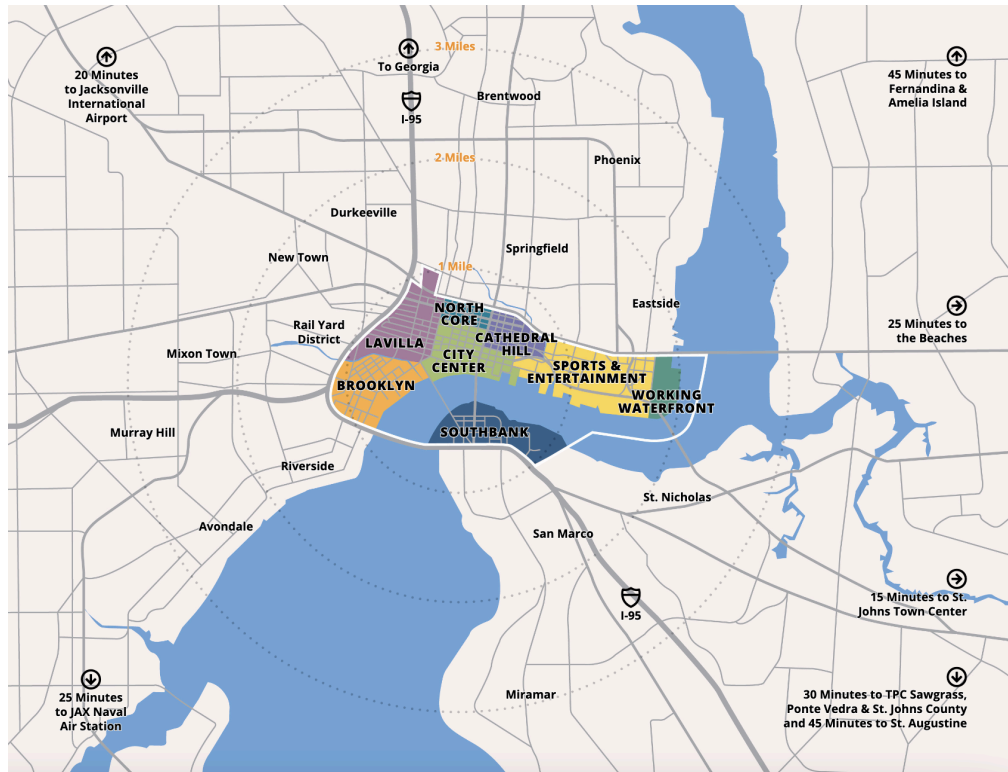 3 Miles
To Georgia
I-95
20 Minutes
to Jacksonville
International
Airport
45 Minutes to
Fernandina &
Amelia Island
Brentwood
2 Miles
Phoenix
Durkeeville
New Town
Springfield
1 Mile
Eastside
25 Minutes to
the Beaches
Rail Yard
District
Mixon Town
NORTH
CORE
LAVILLA
CATHEDRAL
HILL
CITY
CENTER
SPORTS &
ENTERTAINMENT
BROOKLYN
WORKING
WATERFRONT
SOUTHBANK
Murray Hill
Riverside
St. Nicholas
Avondale
San Marco
15 Minutes to St.
Johns Town Center
I-95
Miramar
25 Minutes
to JAX Naval
Air Station
30 Minutes to TPC Sawgrass,
Ponte Vedra & St. Johns County
and 45 Minutes to St. Augustine